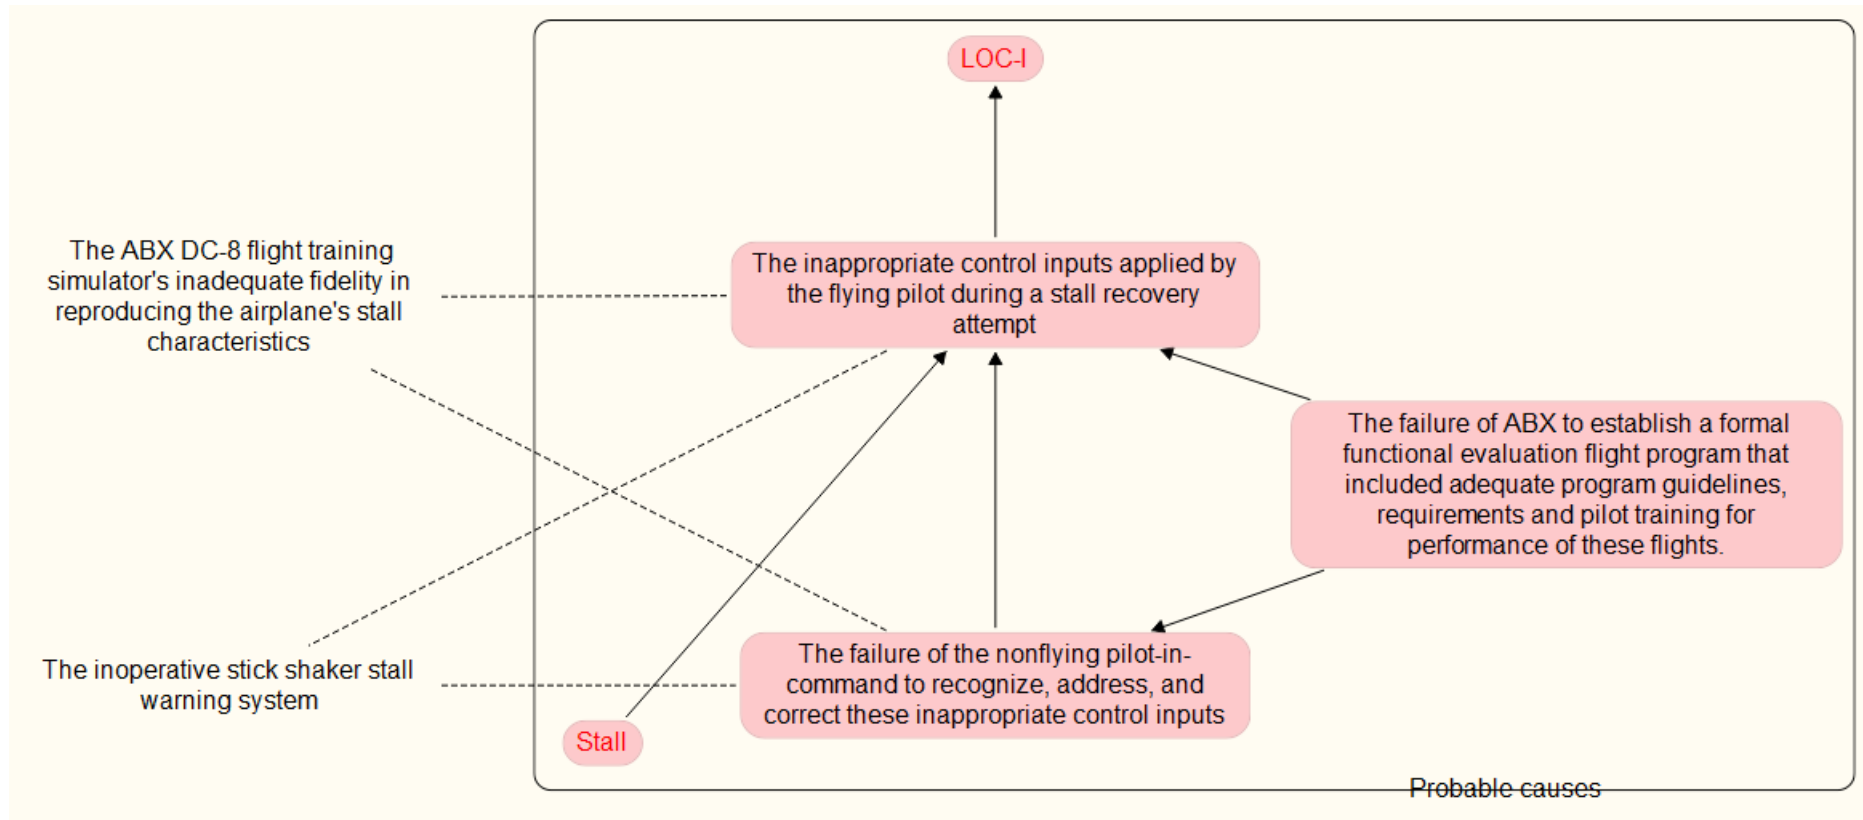 LOC-I
The ABX DC-8 flight training
simulator's inadequate fidelity in
reproducing the airplane's stall
characteristics
The inappropriate control inputs applied by
the flying pilot during a stall recovery
attempt
The failure of ABX to establish a formal
functional evaluation flight program that
included adequate program guidelines,
requirements and pilot training for
performance of these flights.
The inoperative stick shaker stall
warning system
The failure of the nonflying pilot-in-
command to recognize, address, and
correct these inappropriate control inputs
Stall
Probable causes